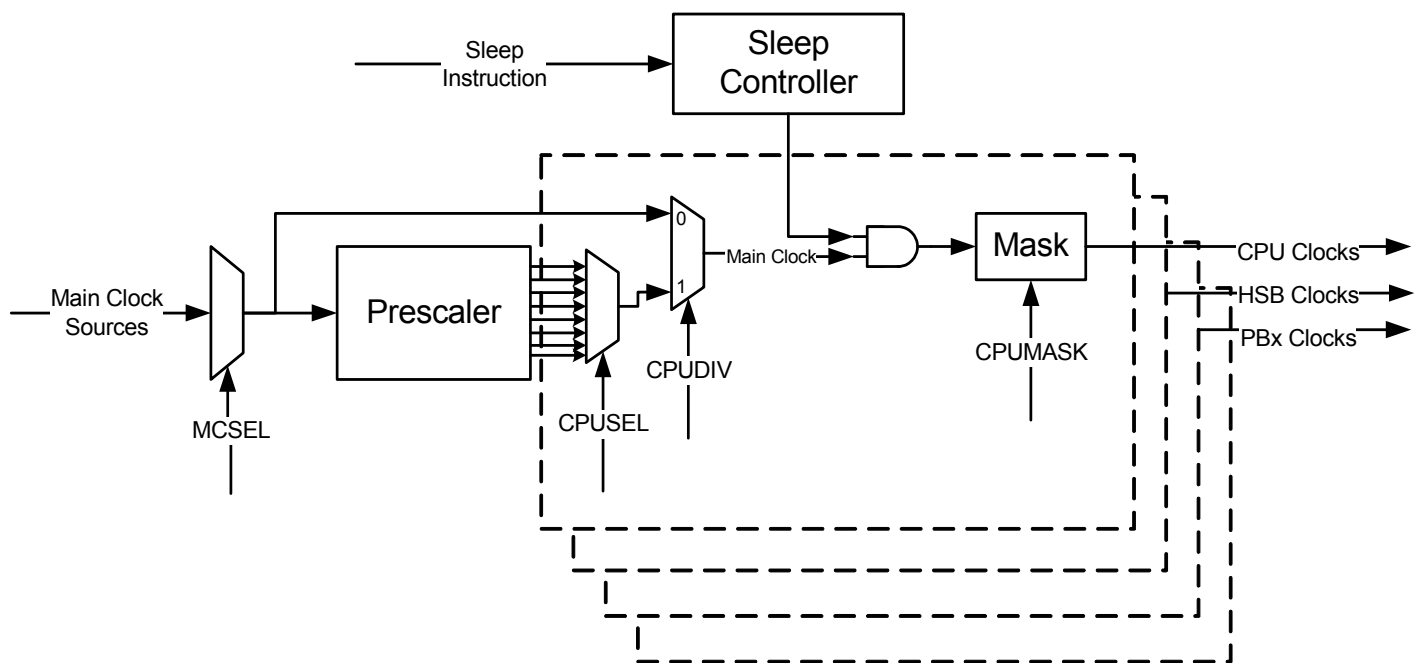 Sleep
Instruction
Sleep
Controller
Main Clock
Sources
MCSEL
Prescaler
CPUSEL
0
1
CPUDIV
Main Clock
Mask
CPUMASK
CPU Clocks
HSB Clocks
PBx Clocks